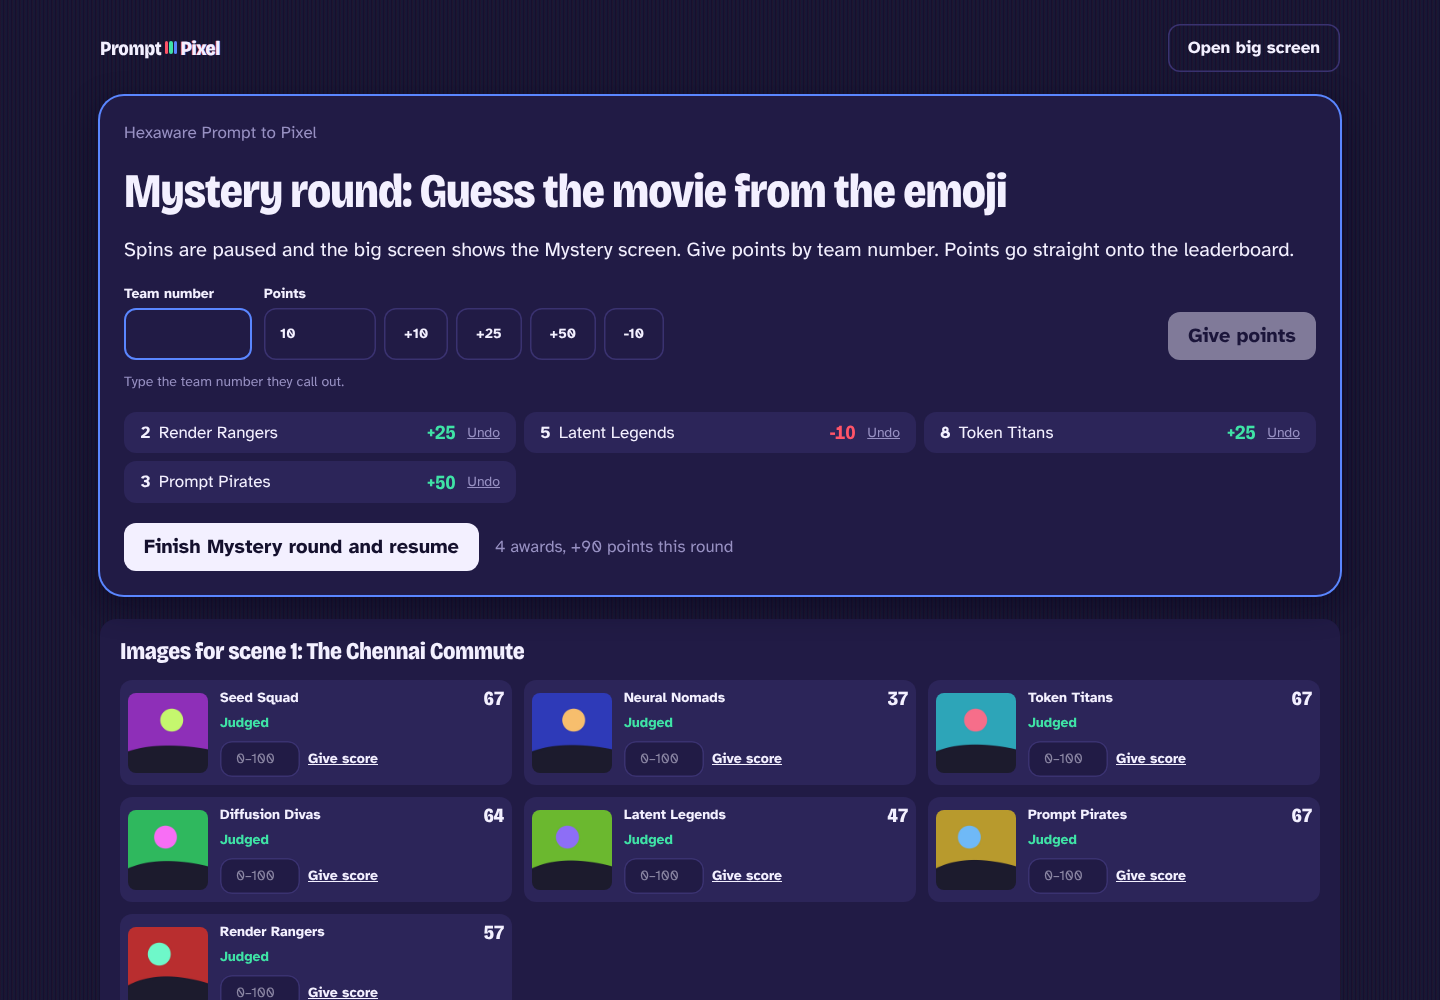 Prompt Pixel
Open big screen
Hexaware Prompt to Pixel
Mystery round: Guess the movie from the emoji
Spins are paused and the big screen shows the Mystery screen. Give points by team number. Points go straight onto the leaderboard.
Team number Points
10 +10 +25 +50 -10 Give points
Type the team number they call out.
2 Render Rangers +25 Undo
5 Latent Legends -10 Undo
8 Token Titans +25 Undo
3 Prompt Pirates +50 Undo
Finish Mystery round and resume 4 awards, +90 points this round
Images for scene 1: The Chennai Commute
Seed Squad 67
Judged
0–100 Give score
Neural Nomads 37
Judged
0–100 Give score
Token Titans 67
Judged
0–100 Give score
Diffusion Divas 64
Judged
0–100 Give score
Latent Legends 47
Judged
0–100 Give score
Prompt Pirates 67
Judged
0–100 Give score
Render Rangers 57
Judged
0–100 Give score